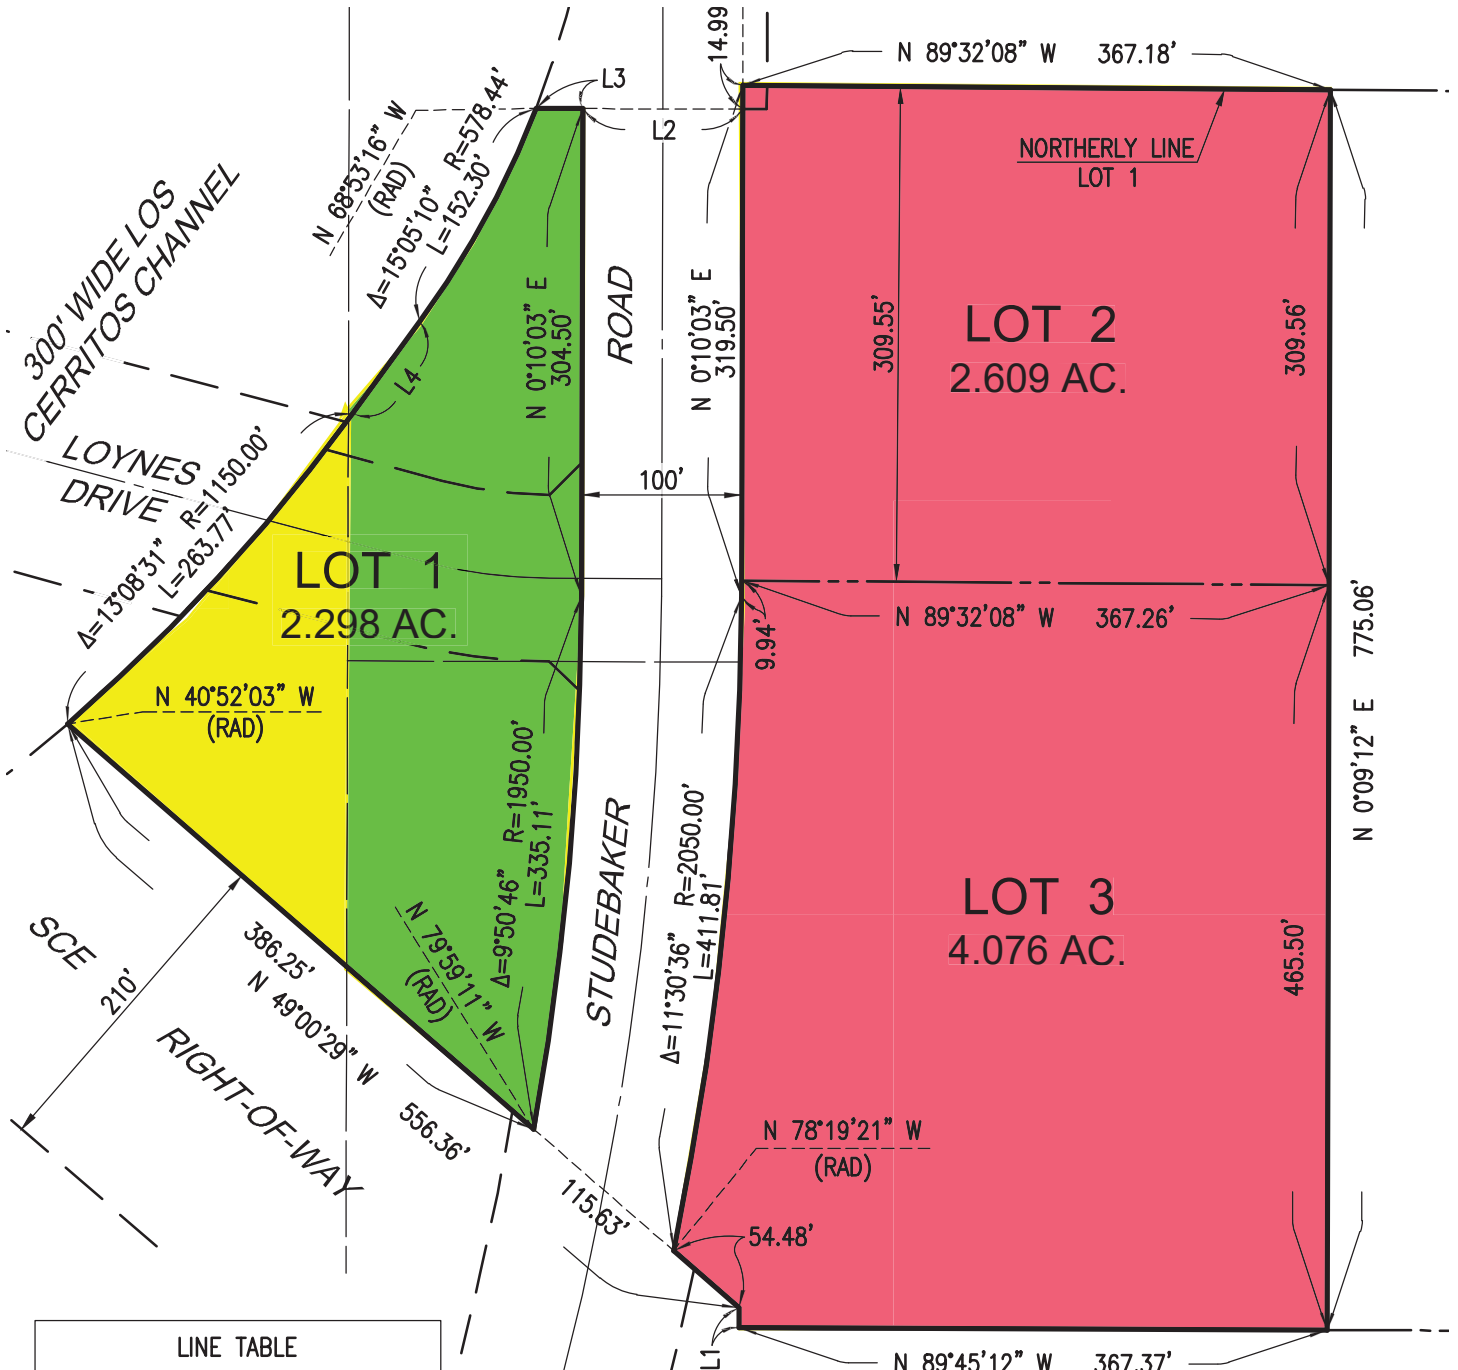 14.99
N 89°32'08" W 367.18'
L3
L2
NORTHERLY LINE
LOT 1
N 68°53'16" W
(RAD)
Δ=15°05'10" R=578.44'
L=152.30'
300' WIDE LOS
CERRITOS CHANNEL
L4
N 0°10'03" E
304.50'
ROAD
N 0°10'03" E
319.50'
309.55'
LOT 2
2.609 AC.
309.56'
LOYNES
DRIVE
Δ=13°08'31" R=1150.00'
L=263.77'
100'
LOT 1
2.298 AC.
N 89°32'08" W 367.26'
9.94'
N 0°09'12" E 775.06'
N 40°52'03" W
(RAD)
Δ=9°50'46" R=1950.00'
L=335.11'
STUDEBAKER
Δ=11°30'36" R=2050.00'
L=411.81'
LOT 3
4.076 AC.
465.50'
N 79°59'11" W
(RAD)
SCE
210'
RIGHT-OF-WAY
386.25'
N 49°00'29" W 556.36'
115.63'
N 78°19'21" W
(RAD)
54.48'
L1
N 89°45'12" W 367.37'
LINE TABLE